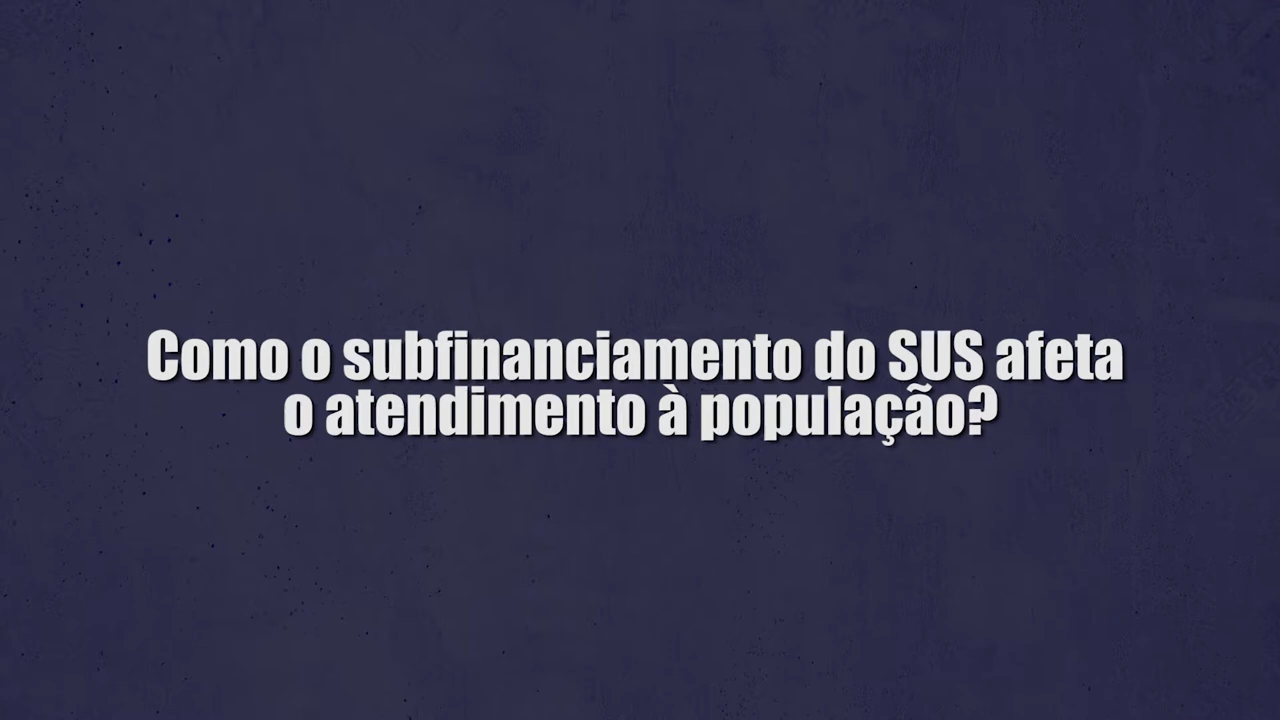 Como o subfinanciamento do SUS afeta
o atendimento à população?